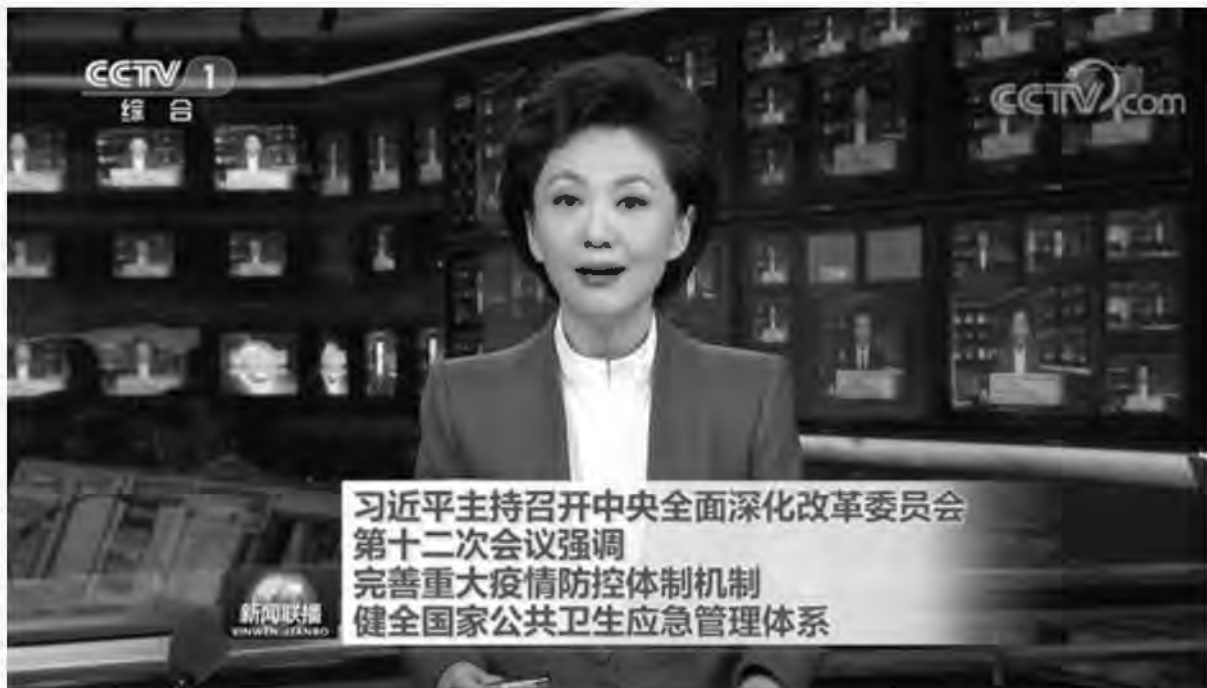 CCTV 1
综合
CCTV.com
习近平主持召开中央全面深化改革委员会
第十二次会议强调
完善重大疫情防控体制机制
健全国家公共卫生应急管理体系
新闻联播
XINWEN LIANBO